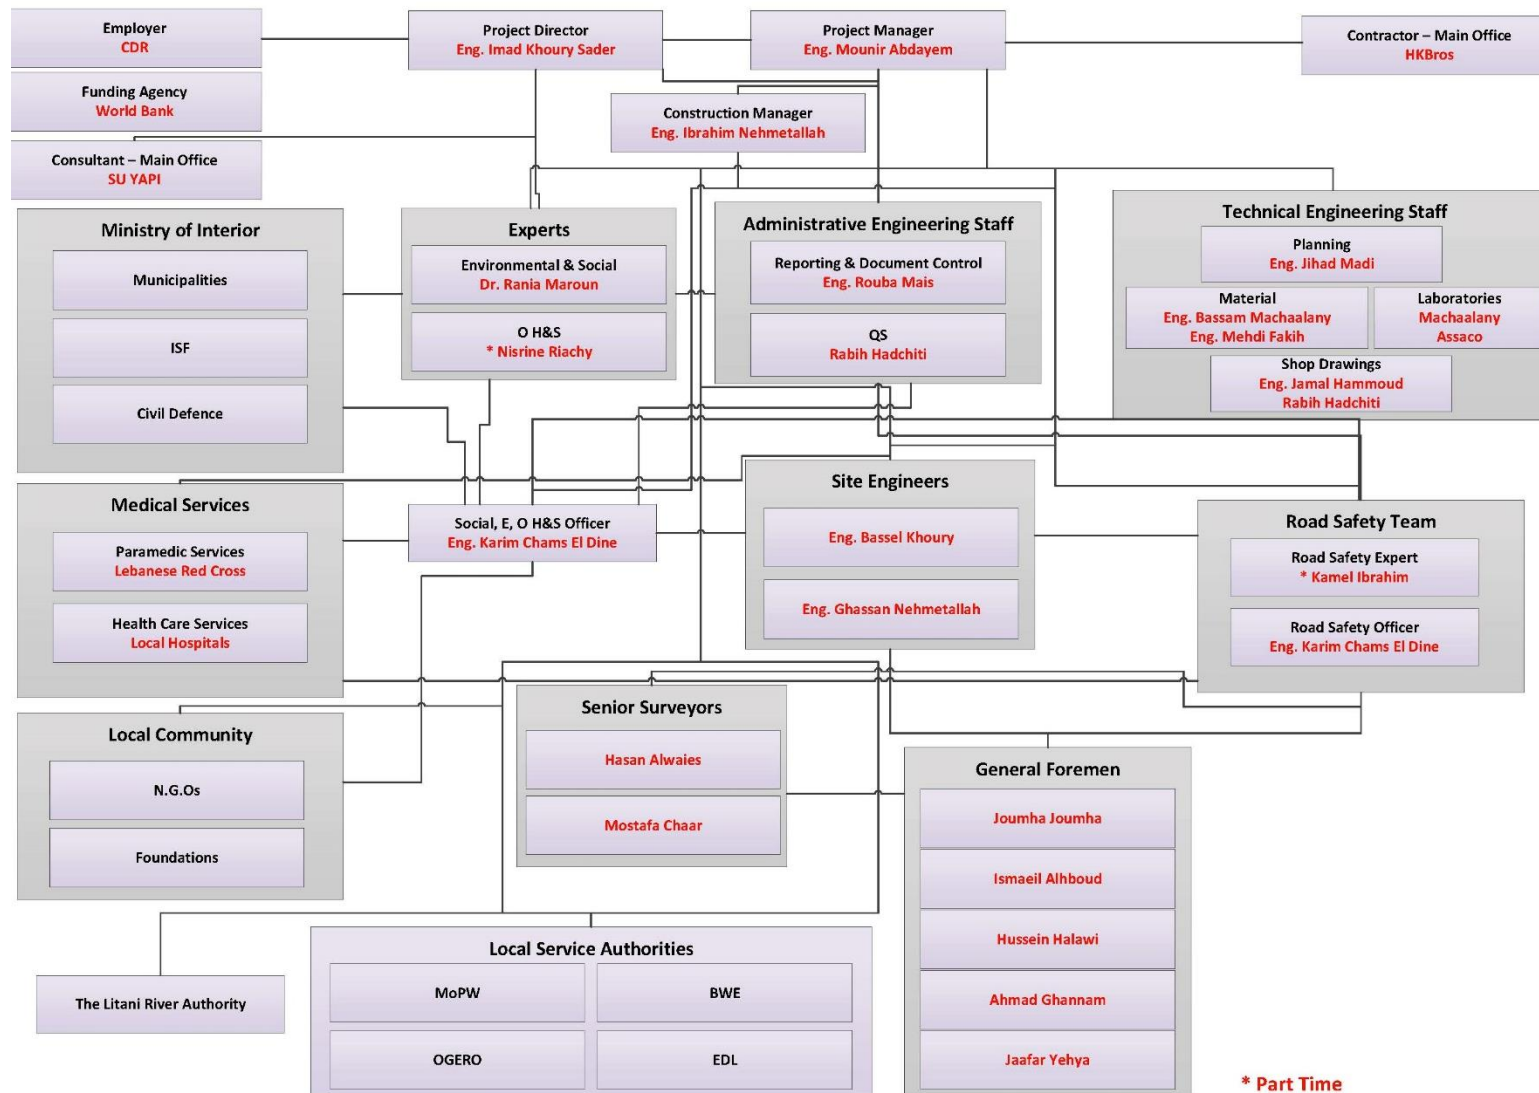 Employer
CDR
Project Director
Eng. Imad Khoury Sader
Project Manager
Eng. Mounir Abdayem
Contractor – Main Office
HKBros
Funding Agency
World Bank
Construction Manager
Eng. Ibrahim Nehmetallah
Consultant – Main Office
SU YAPI
Ministry of Interior
Municipalities
ISF
Civil Defence
Experts
Environmental & Social
Dr. Rania Maroun
O H&S
* Nisrine Riachy
Administrative Engineering Staff
Reporting & Document Control
Eng. Rouba Mais
QS
Rabih Hadchiti
Technical Engineering Staff
Planning
Eng. Jihad Madi
Material
Eng. Bassam Machaalany
Eng. Mehdi Fakih
Laboratories
Machaalany
Assaco
Shop Drawings
Eng. Jamal Hammoud
Rabih Hadchiti
Medical Services
Paramedic Services
Lebanese Red Cross
Health Care Services
Local Hospitals
Social, E, O H&S Officer
Eng. Karim Chams El Dine
Site Engineers
Eng. Bassel Khoury
Eng. Ghassan Nehmetallah
Road Safety Team
Road Safety Expert
* Kamel Ibrahim
Road Safety Officer
Eng. Karim Chams El Dine
Local Community
N.G.Os
Foundations
Senior Surveyors
Hasan Alwaies
Mostafa Chaar
General Foremen
Joumha Joumha
Ismaeil Alhboud
Hussein Halawi
Ahmad Ghannam
Jaafar Yehya
The Litani River Authority
Local Service Authorities
MoPW
BWE
OGERO
EDL
* Part Time